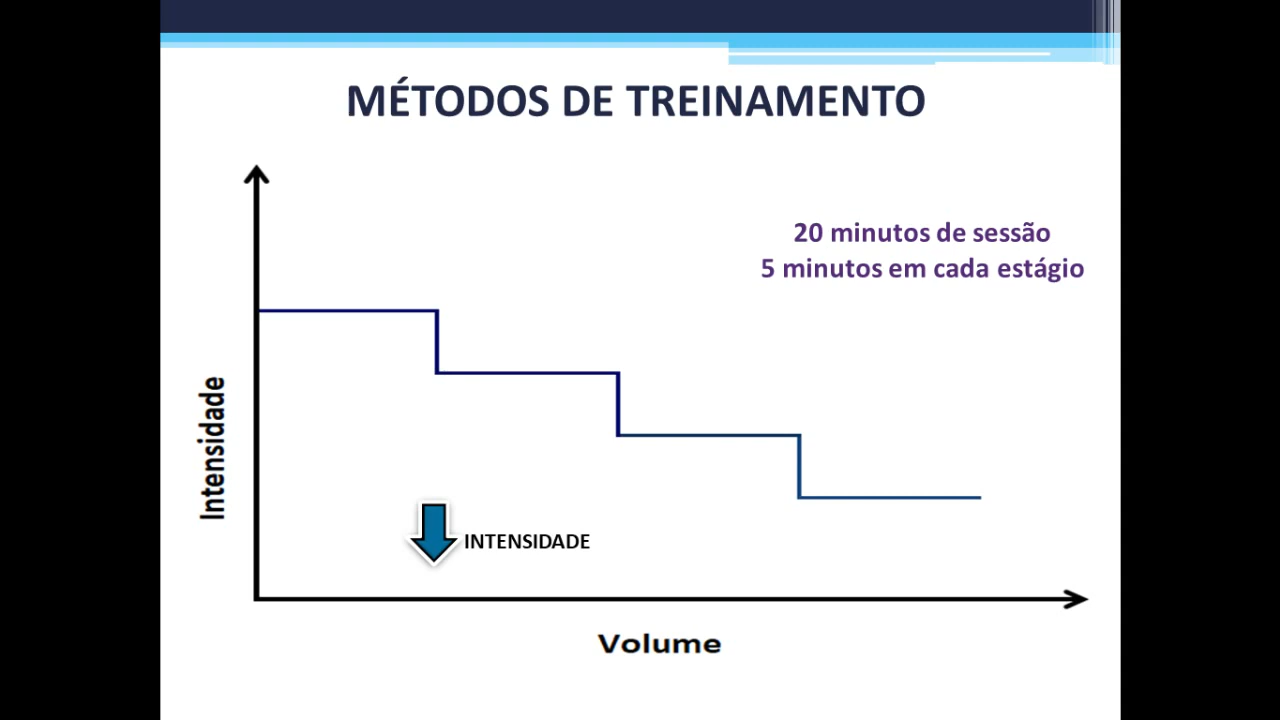 MÉTODOS DE TREINAMENTO
20 minutos de sessão
5 minutos em cada estágio
Intensidade
INTENSIDADE
Volume